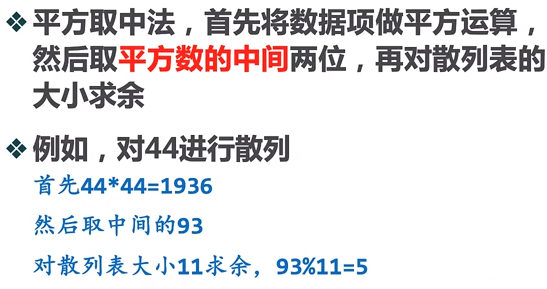 ❖ 平方取中法，首先将数据项做平方运算，
然后取平方数的中间两位，再对散列表的
大小求余
❖ 例如，对44进行散列
首先44*44=1936
然后取中间的93
对散列表大小11求余，93%11=5